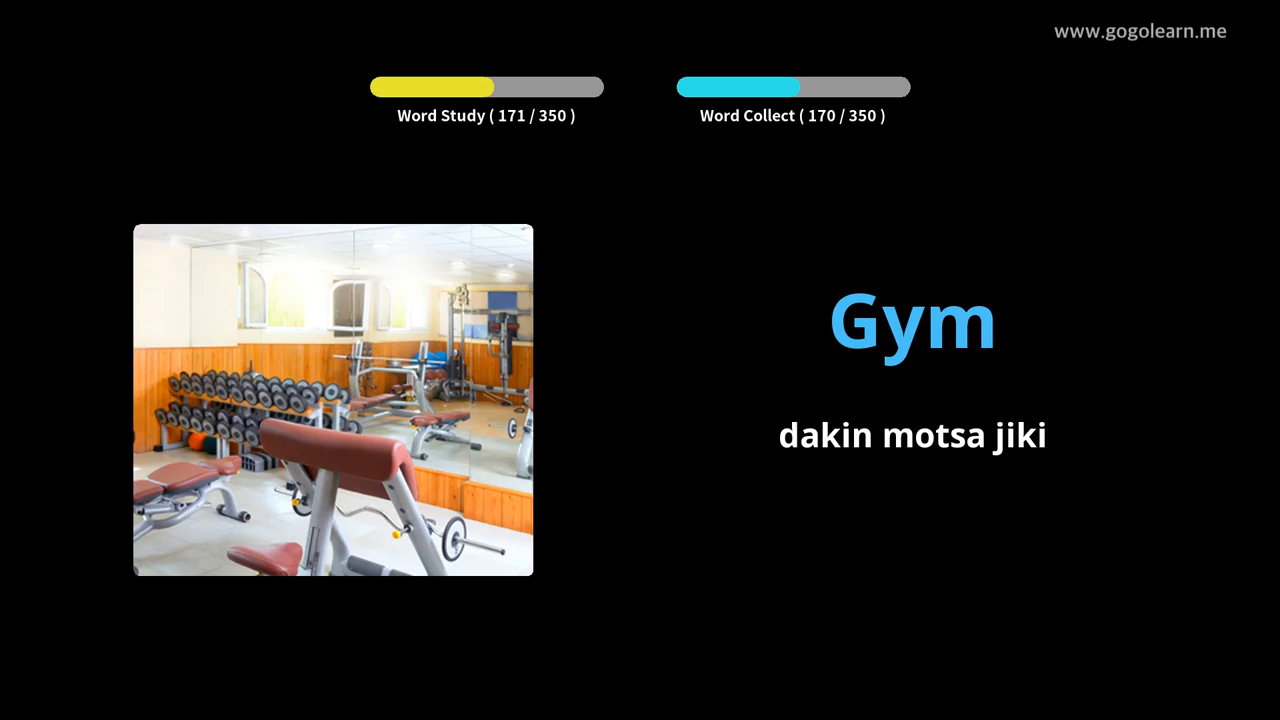 www.gogolearn.me
Word Study ( 171 / 350 )
Word Collect ( 170 / 350 )
Gym
dakin motsa jiki